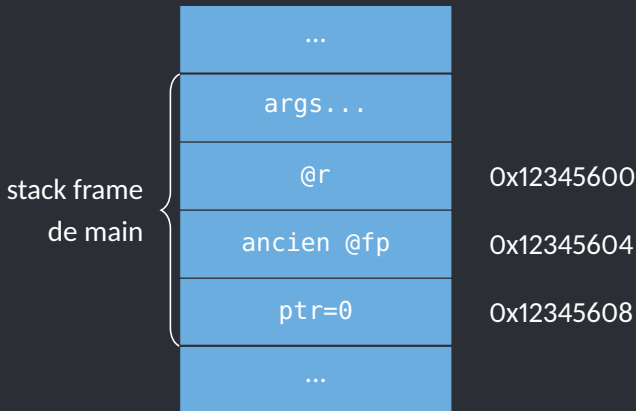 ...
args...
@r 0x12345600
stack frame
de main
ancien @fp 0x12345604
ptr=0 0x12345608
...